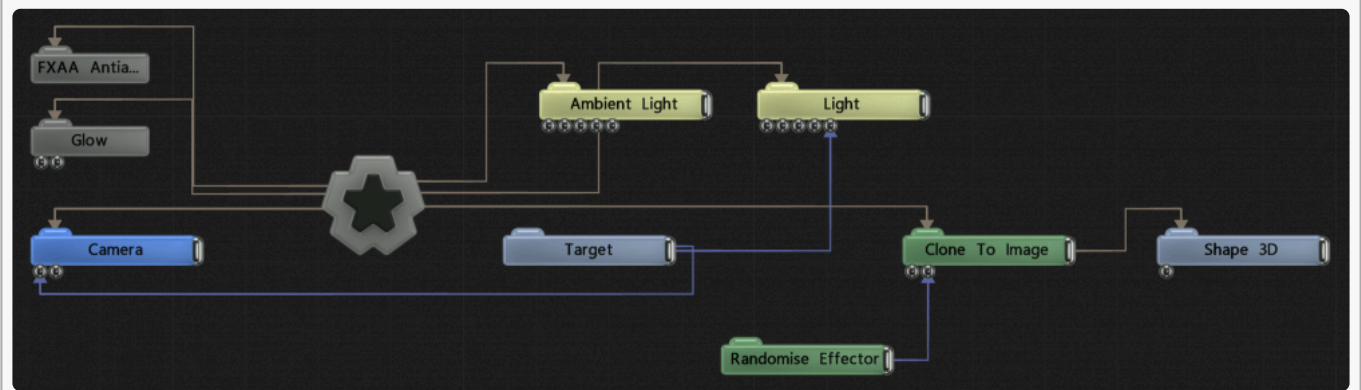 FXAA Antia...
Ambient Light
Light
Glow
Camera
Target
Clone To Image
Shape 3D
Randomise Effector